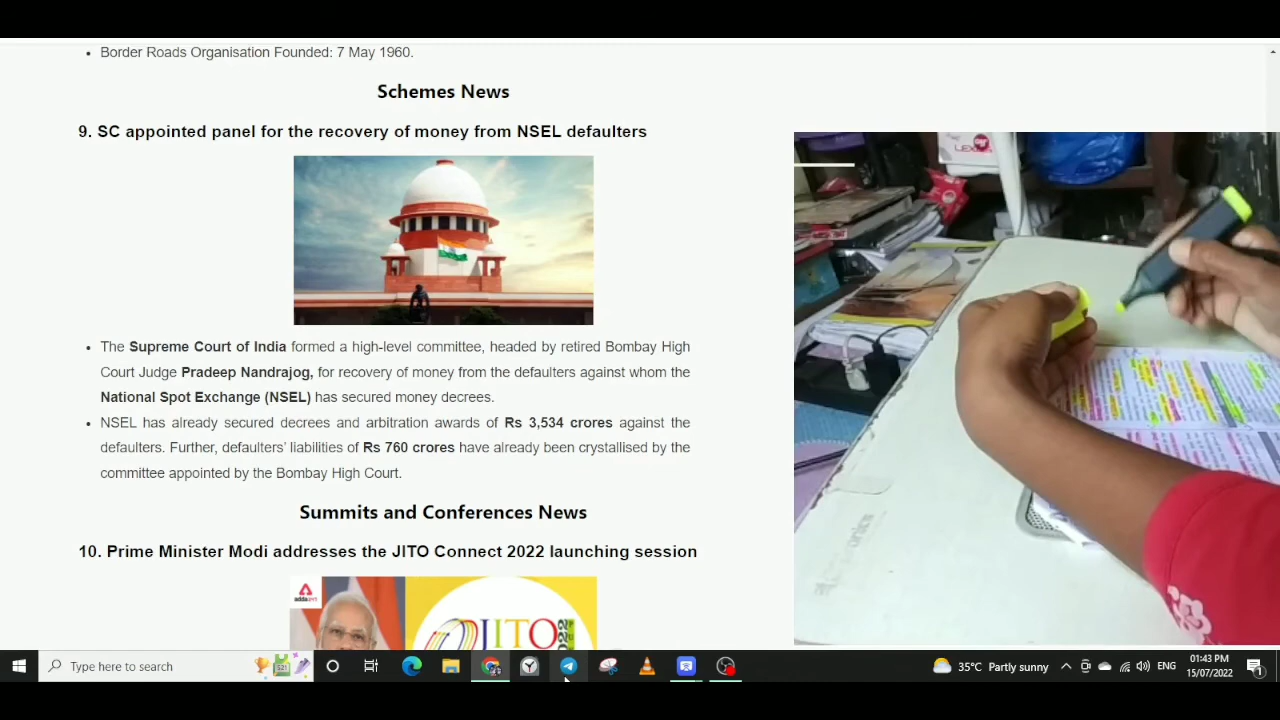 Border Roads Organisation Founded: 7 May 1960.
Schemes News
9. SC appointed panel for the recovery of money from NSEL defaulters
The Supreme Court of India formed a high-level committee, headed by retired Bombay High
Court Judge Pradeep Nandrajog, for recovery of money from the defaulters against whom the
National Spot Exchange (NSEL) has secured money decrees.
NSEL has already secured decrees and arbitration awards of Rs 3,534 crores against the
defaulters. Further, defaulters' liabilities of Rs 760 crores have already been crystallised by the
committee appointed by the Bombay High Court.
Summits and Conferences News
10. Prime Minister Modi addresses the JITO Connect 2022 launching session
adda247
JITO
2022
Type here to search
35°C Partly sunny
ENG
01:43 PM
15/07/2022
1